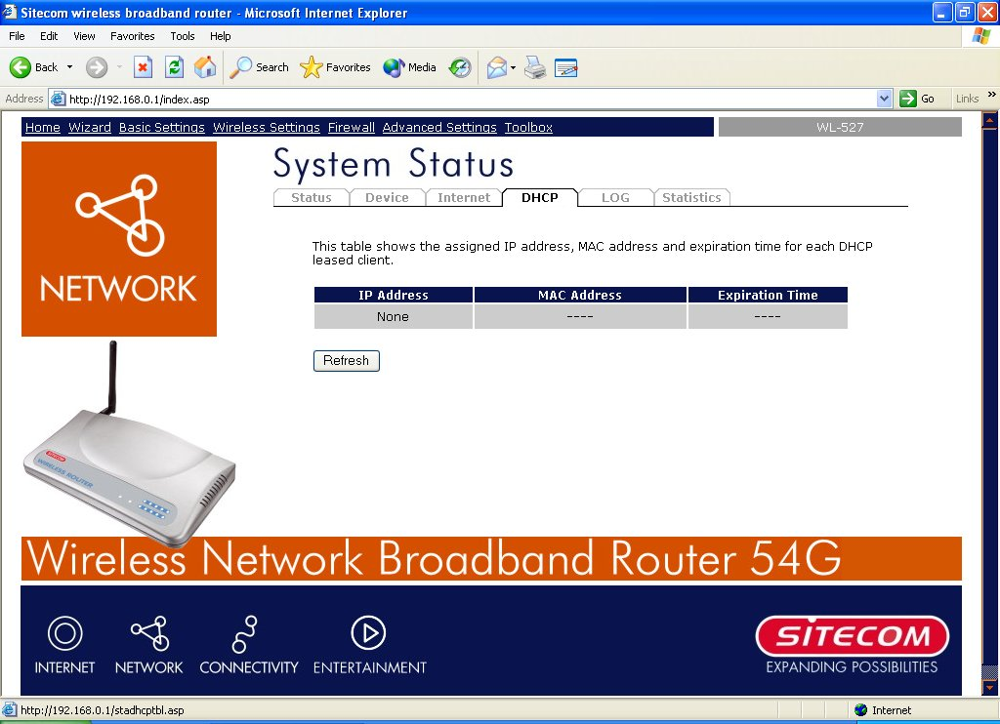 Sitecom wireless broadband router - Microsoft Internet Explorer
File Edit View Favorites Tools Help
Back Search Favorites Media
Address http://192.168.0.1/index.asp Go Links »
Home Wizard Basic Settings Wireless Settings Firewall Advanced Settings Toolbox WL-527
System Status
Status Device Internet DHCP LOG Statistics
NETWORK
This table shows the assigned IP address, MAC address and expiration time for each DHCP
leased client.
IP Address MAC Address Expiration Time
None ---- ----
Refresh
SITECOM
WIRELESS ROUTER
Wireless Network Broadband Router 54G
INTERNET NETWORK CONNECTIVITY ENTERTAINMENT
SITECOM
EXPANDING POSSIBILITIES
http://192.168.0.1/stadhcptbl.asp Internet